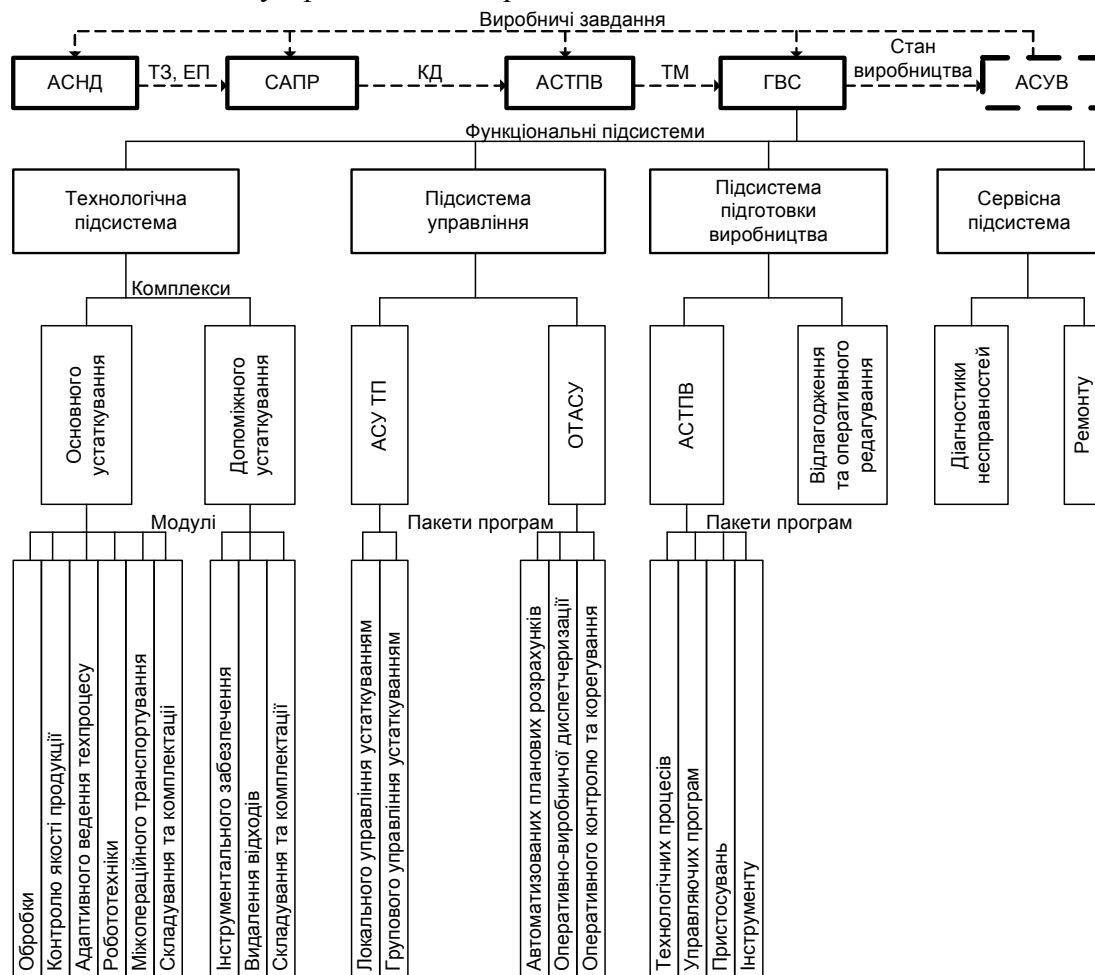 Виробничі завдання
АСНД
ТЗ, ЕП
САПР
КД
АСТПВ
ТМ
ГВС
Стан
виробництва
АСУВ
Функціональні підсистеми
Технологічна
підсистема
Підсистема
управління
Підсистема
підготовки
виробництва
Сервісна
підсистема
Комплекси
Основного
устаткування
Допоміжного
устаткування
АСУ ТП
ОТАСУ
АСТПВ
Відлагодження
та оперативного
редагування
Діагностики
несправностей
Ремонту
Модулі
Пакети програм
Пакети програм
Обробки
Контролю якості продукції
Адаптивного ведення техпроцесу
Робототехніки
Міжопераційного транспортування
Складування та комплектації
Інструментального забезпечення
Видалення відходів
Складування та комплектації
Локального управління устаткуванням
Групового управління устаткуванням
Автоматизованих планових розрахунків
Оперативно-виробничої диспетчеризації
Оперативного контролю та корегування
Технологічних процесів
Управляючих програм
Пристосувань
Інструменту